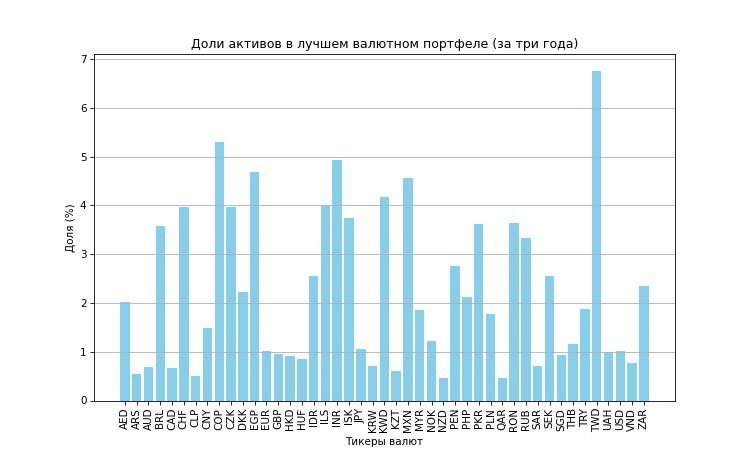 Доли активов в лучшем валютном портфеле (за три года)
Доля (%)
7
6
5
4
3
2
1
0
AED ARS AUD BRL CAD CHF CLP CNY COP CZK DKK EGP EUR GBP HKD HUF IDR ILS INR ISK JPY KRW KWD KZT MXN MYR NOK NZD PEN PHP PKR PLN QAR RON RUB SAR SEK SGD THB TRY TWD UAH USD VND ZAR
Тикеры валют